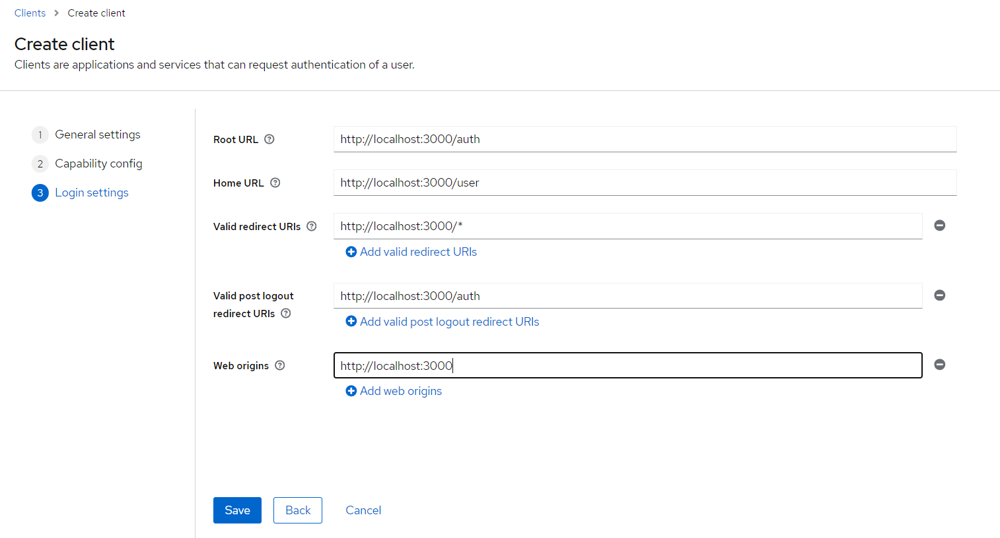 Clients > Create client
Create client
Clients are applications and services that can request authentication of a user.
1 General settings
2 Capability config
3 Login settings
Root URL ? http://localhost:3000/auth
Home URL ? http://localhost:3000/user
Valid redirect URIs ? http://localhost:3000/*
Add valid redirect URIs
Valid post logout
redirect URIs ? http://localhost:3000/auth
Add valid post logout redirect URIs
Web origins ? http://localhost:3000
Add web origins
Save Back Cancel